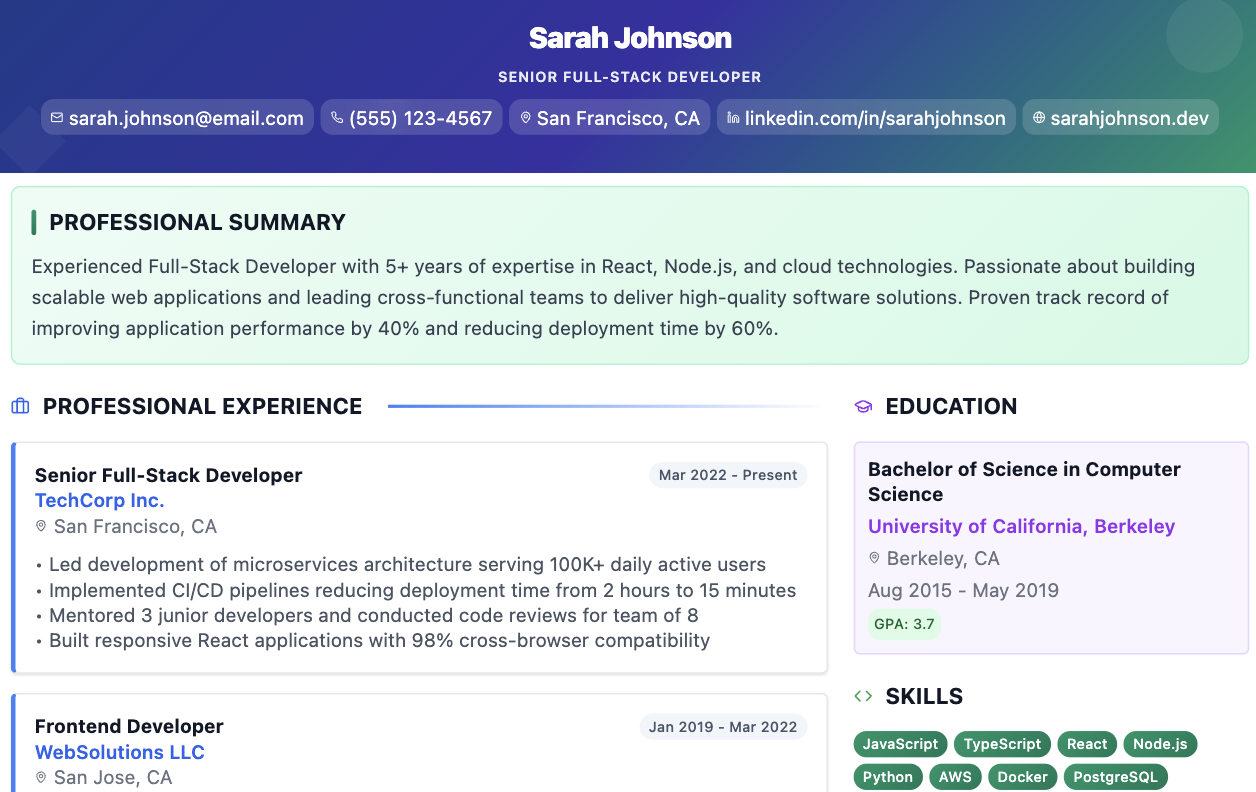 Sarah Johnson
SENIOR FULL-STACK DEVELOPER
sarah.johnson@email.com (555) 123-4567 San Francisco, CA linkedin.com/in/sarahjohnson sarahjohnson.dev
PROFESSIONAL SUMMARY
Experienced Full-Stack Developer with 5+ years of expertise in React, Node.js, and cloud technologies. Passionate about building
scalable web applications and leading cross-functional teams to deliver high-quality software solutions. Proven track record of
improving application performance by 40% and reducing deployment time by 60%.
PROFESSIONAL EXPERIENCE
Senior Full-Stack Developer Mar 2022 - Present
TechCorp Inc.
San Francisco, CA
• Led development of microservices architecture serving 100K+ daily active users
• Implemented CI/CD pipelines reducing deployment time from 2 hours to 15 minutes
• Mentored 3 junior developers and conducted code reviews for team of 8
• Built responsive React applications with 98% cross-browser compatibility
Frontend Developer Jan 2019 - Mar 2022
WebSolutions LLC
San Jose, CA
EDUCATION
Bachelor of Science in Computer
Science
University of California, Berkeley
Berkeley, CA
Aug 2015 - May 2019
GPA: 3.7
SKILLS
JavaScript TypeScript React Node.js
Python AWS Docker PostgreSQL